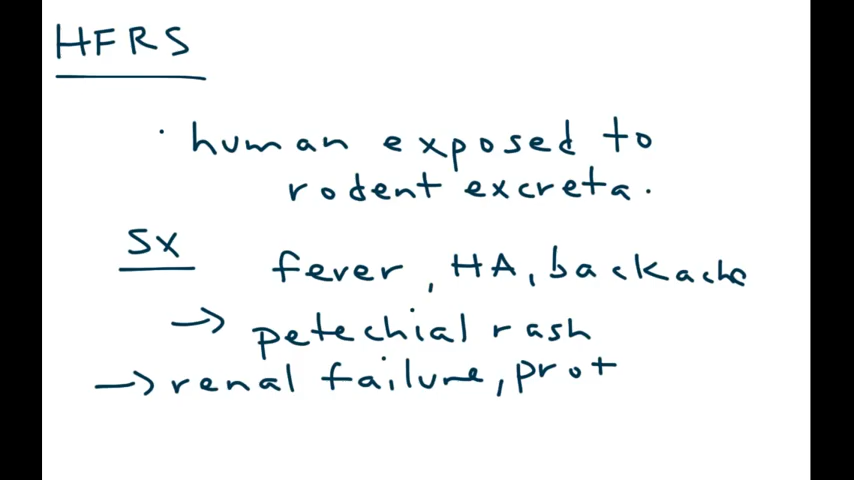 HFRS
· human exposed to
rodent excreta.
SX
fever, HA, backache
→ petechial rash
→ renal failure, prot